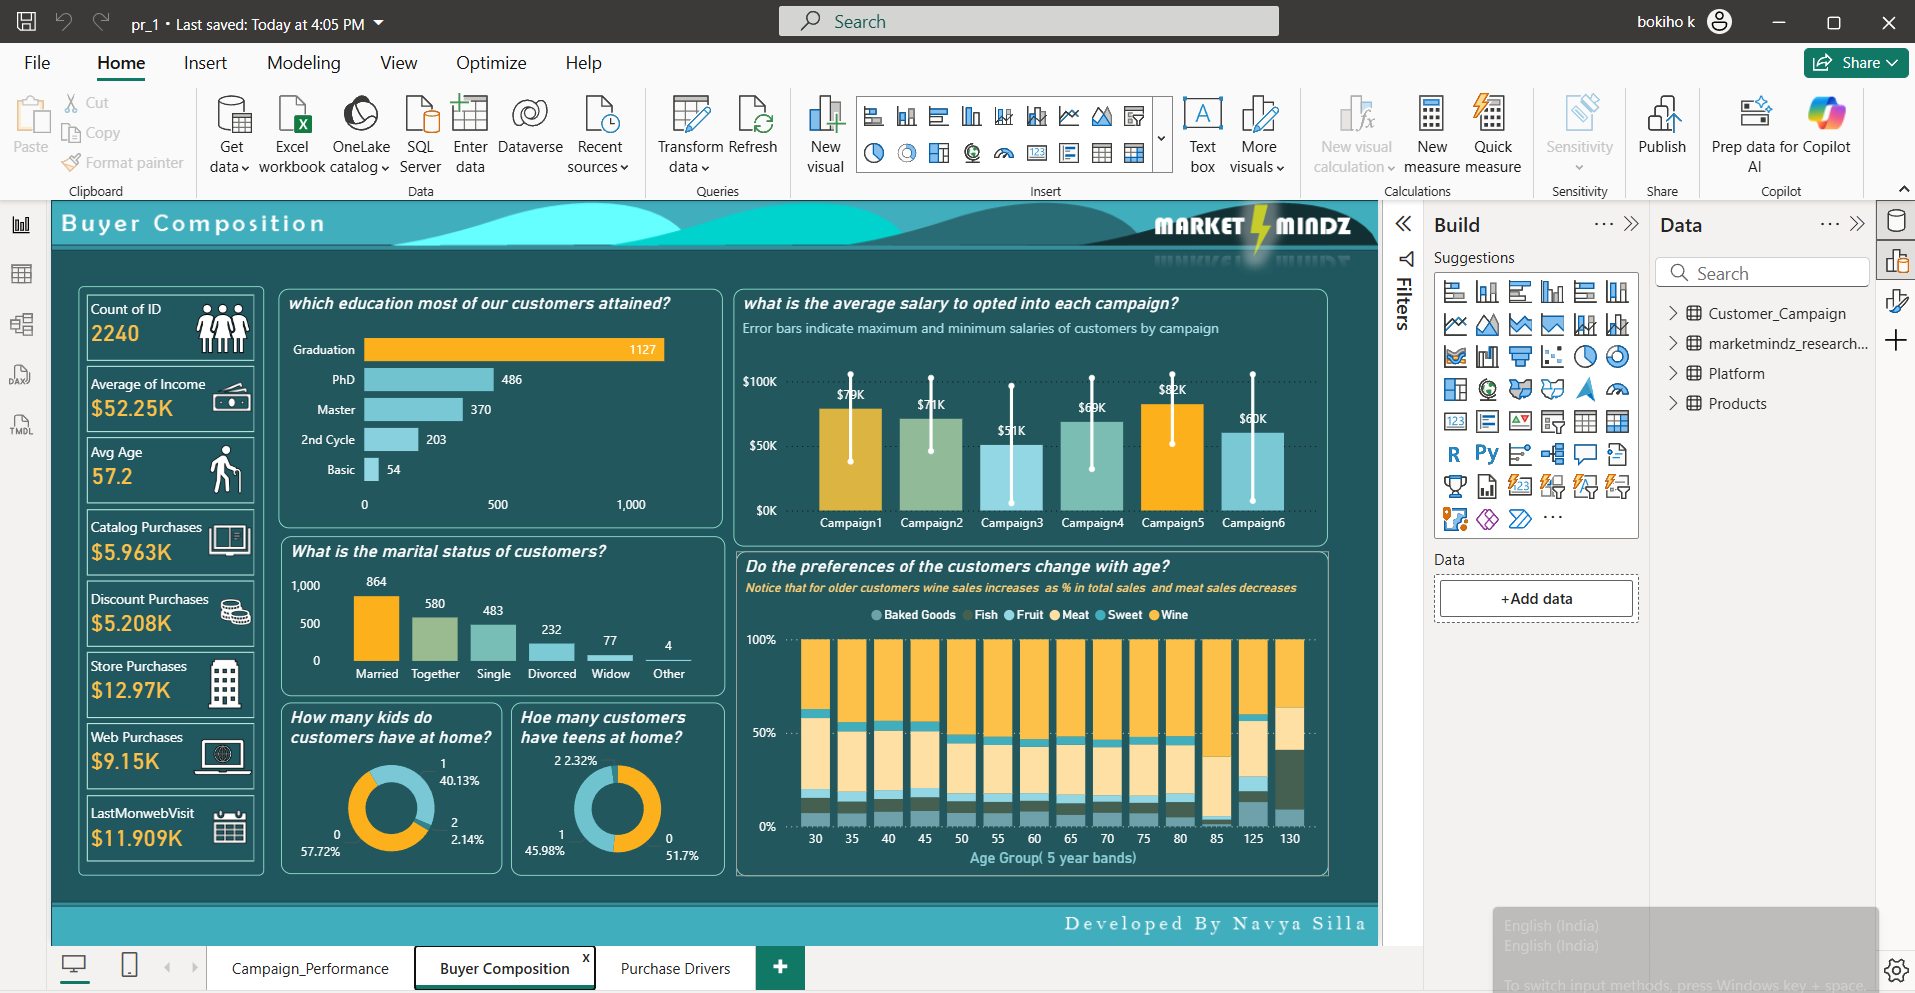 pr_1 • Last saved: Today at 4:05 PM
Search
bokiho k
File
Home
Insert
Modeling
View
Optimize
Help
Share
Paste
Cut
Copy
Format painter
Clipboard
Get data
Excel workbook
OneLake catalog
SQL Server
Enter data
Dataverse
Recent sources
Data
Transform data
Refresh
Queries
New visual
Text box
More visuals
Insert
New visual calculation
New measure
Quick measure
Calculations
Sensitivity
Sensitivity
Publish
Share
Prep data for AI
Copilot
Copilot
Buyer Composition
MARKET MINDZ
Count of ID
2240
Average of Income
$52.25K
Avg Age
57.2
Catalog Purchases
$5.963K
Discount Purchases
$5.208K
Store Purchases
$12.97K
Web Purchases
$9.15K
LastMonwebVisit
$11.909K
which education most of our customers attained?
Graduation 1127
PhD 486
Master 370
2nd Cycle 203
Basic 54
0 500 1,000
What is the marital status of customers?
1,000
500
0
864 580 483 232 77 4
Married Together Single Divorced Widow Other
How many kids do
customers have at home?
1
40.13%
2
2.14%
0
57.72%
Hoe many customers
have teens at home?
2 2.32%
1
45.98%
0
51.7%
what is the average salary to opted into each campaign?
Error bars indicate maximum and minimum salaries of customers by campaign
$100K
$50K
$0K
$79K $71K $51K $69K $82K $60K
Campaign1 Campaign2 Campaign3 Campaign4 Campaign5 Campaign6
Do the preferences of the customers change with age?
Notice that for older customers wine sales increases as % in total sales and meat sales decreases
Baked Goods Fish Fruit Meat Sweet Wine
100%
50%
0%
30 35 40 45 50 55 60 65 70 75 80 85 125 130
Age Group( 5 year bands)
Developed By Navya Silla
Filters
Build
Suggestions
R Py
123
Data
+Add data
Data
Search
Customer_Campaign
marketmindz_research...
Platform
Products
DAX
TMDL
Campaign_Performance
Buyer Composition
x
Purchase Drivers
+
English (India)
English (India)
To switch input methods, press Windows key + space.